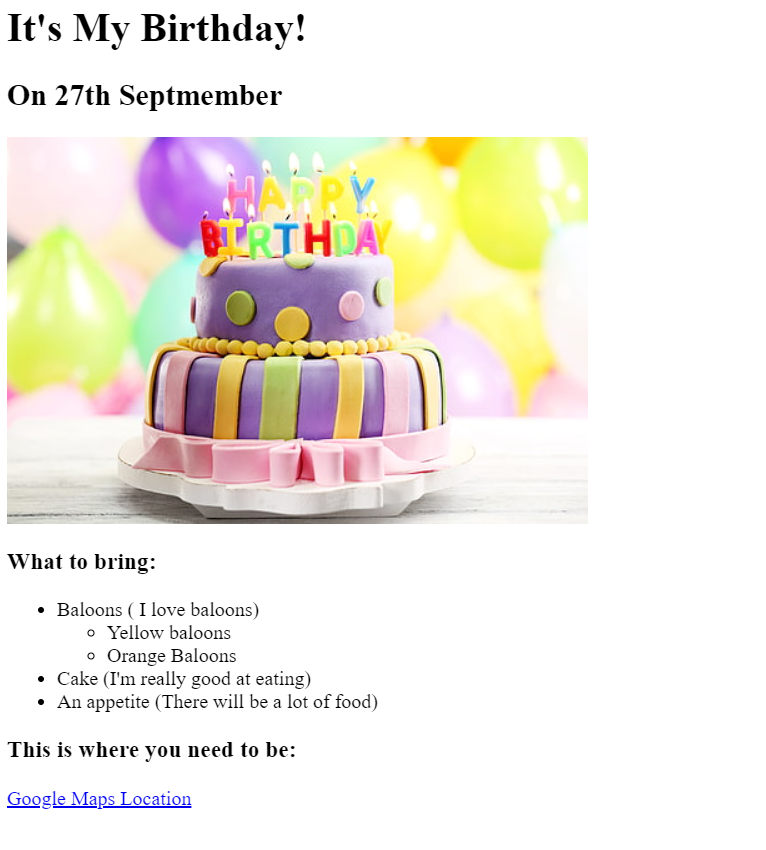 It's My Birthday!
On 27th Septmember
HAPPY
BIRTHDAY
What to bring:
Baloons ( I love baloons)
Yellow baloons
Orange Baloons
Cake (I'm really good at eating)
An appetite (There will be a lot of food)
This is where you need to be:
Google Maps Location